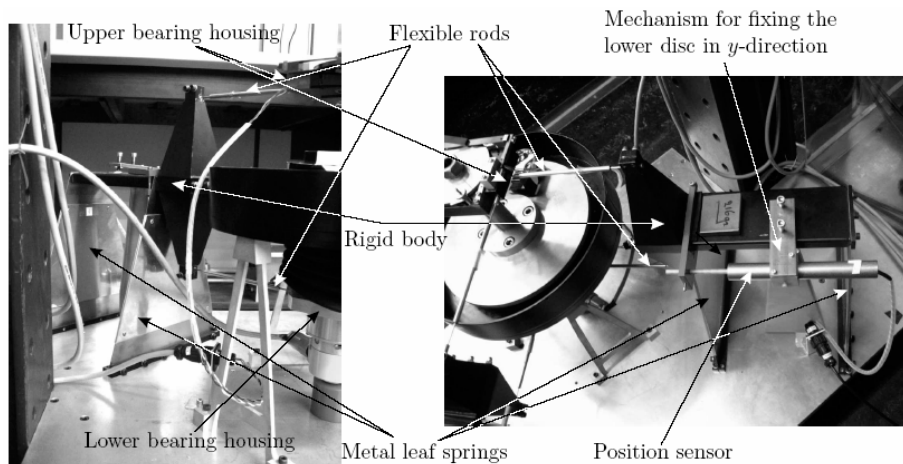 Upper bearing housing
Flexible rods
Mechanism for fixing the
lower disc in y-direction
Rigid body
Lower bearing housing
Metal leaf springs
Position sensor